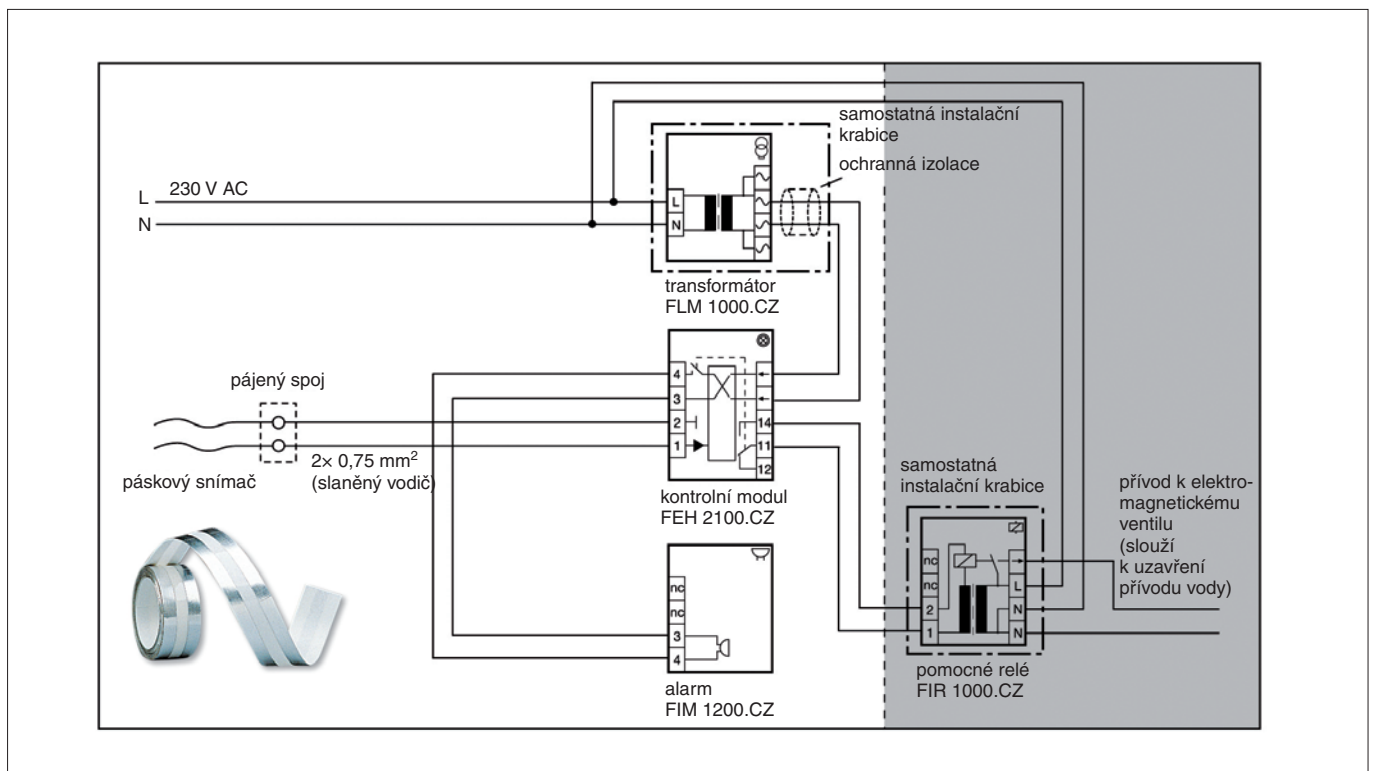 samostatná instalační
krabice
ochranná izolace
L
230 V AC
N
L
N
transformátor
FLM 1000.CZ
pájený spoj
páskový snímač
2× 0,75 mm²
(slaněný vodič)
4
3
2
1
14
11
12
kontrolní modul
FEH 2100.CZ
nc
nc
3
4
alarm
FIM 1200.CZ
samostatná
instalační krabice
nc
nc
2
1
L
N
N
pomocné relé
FIR 1000.CZ
přívod k elektro-
magnetickému
ventilu
(slouží
k uzavření
přívodu vody)